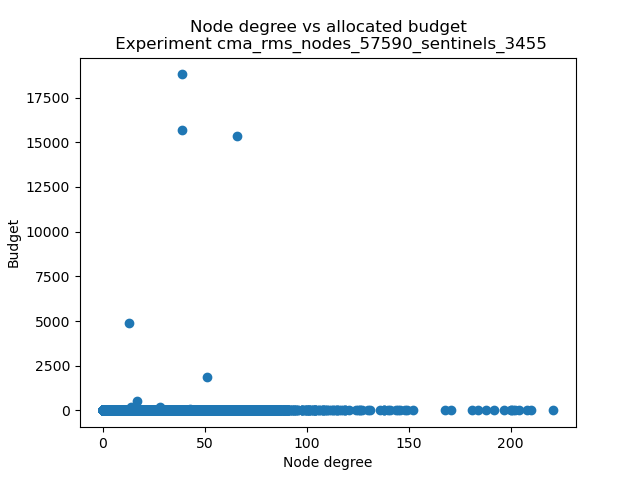 Node degree vs allocated budget
Experiment cma_rms_nodes_57590_sentinels_3455
17500
15000
12500
10000
7500
5000
2500
0
Budget
0 50 100 150 200
Node degree